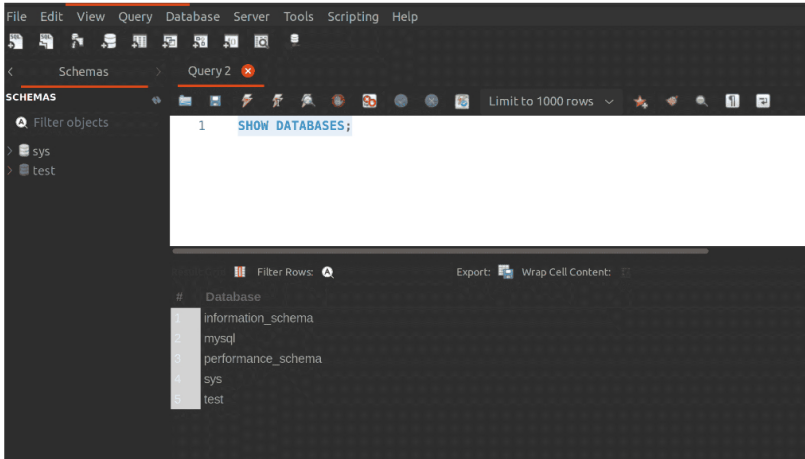 File Edit View Query Database Server Tools Scripting Help
Schemas
Query 2
SCHEMAS
Limit to 1000 rows
Filter objects
1 SHOW DATABASES;
sys
test
Filter Rows:
Export:
Wrap Cell Content:
# Database
1 information_schema
2 mysql
3 performance_schema
4 sys
5 test